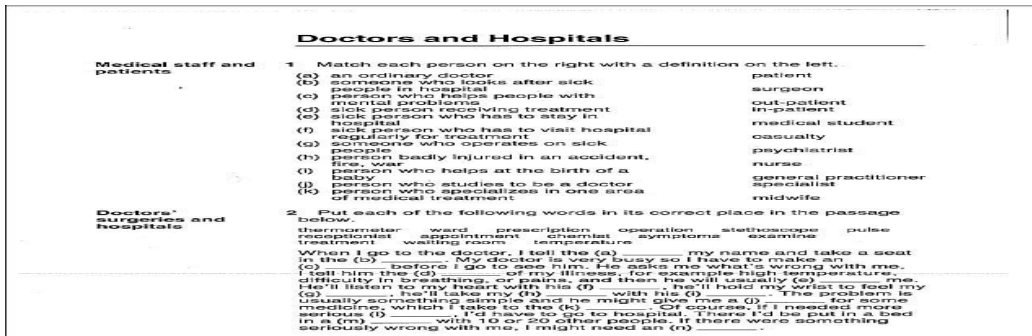 Doctors and Hospitals
Medical staff and patients
1 Match each person on the right with a definition on the left.
(a) an ordinary doctor patient
(b) someone who looks after sick
people in hospital surgeon
(c) person who helps people with
mental problems out-patient
(d) sick person receiving treatment in-patient
(e) sick person who has to stay in
hospital medical student
(f) sick person who has to visit hospital
regularly for treatment casualty
(g) someone who operates on sick
people psychiatrist
(h) person badly injured in an accident,
fire, war nurse
(i) person who helps at the birth of a
baby general practitioner
(j) person who studies to be a doctor specialist
(k) person who specializes in one area
of medical treatment midwife
Doctors'
surgeries and
hospitals
2 Put each of the following words in its correct place in the passage
below.
thermometer ward prescription operation stethoscope pulse
receptionist appointment chemist symptoms examine
treatment waiting room temperature
When I go to the doctor, I tell the (a) ______ my name and take a seat
in the (b) ______. My doctor is very busy so I have to make an
(c) ______ before I go to see him. He asks me what's wrong with me,
I tell him the (d) ______ of my illness, for example high temperature,
difficulty in breathing, or pains, and then he will usually (e) ______ me.
He'll listen to my heart with his (f) ______, he'll hold my wrist to feel my
(g) ______, he'll take my (h) ______ with his (i) ______. The problem is
usually something simple and he might give me a (j) ______ for some
medicine, which I take to the (k) ______. Of course, if I needed more
serious (l) ______, I'd have to go to hospital. There I'd be put in a bed
in a (m) ______ with 10 or 20 other people. If there were something
seriously wrong with me, I might need an (n) ______.